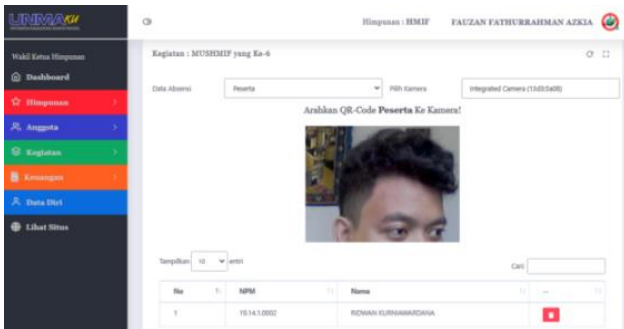 UNMAKU
Himpunan : HMIF
FAUZAN FATHURRAHMAN AZKIA
Wakil Ketua Himpunan
Dashboard
Himpunan
Anggota
Kegiatan
Keuangan
Data Diri
Lihat Situs
Kegiatan : MUSHMIF yang Ke-6
Data Absensi
Peserta
Pilih Kamera
Integrated Camera (13d3:5a08)
Arahkan QR-Code Peserta Ke Kamera!
Tampilkan 10 entri
Cari:
No NPM Nama ...
1 19.14.1.0002 RIDWAN KURNIAWARDANA